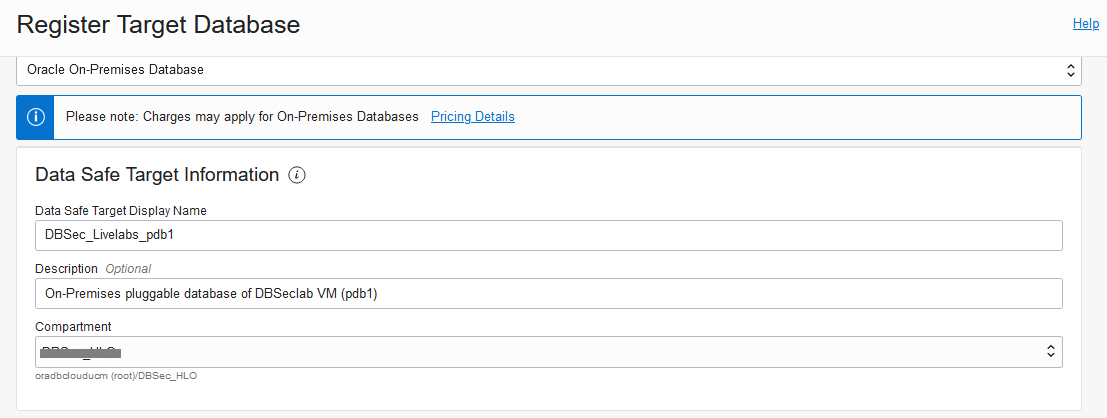 Register Target Database
Help
Oracle On-Premises Database
Please note: Charges may apply for On-Premises Databases Pricing Details
Data Safe Target Information
Data Safe Target Display Name
DBSec_Livelabs_pdb1
Description Optional
On-Premises pluggable database of DBSeclab VM (pdb1)
Compartment
oradbclouducm (root)/DBSec_HLO